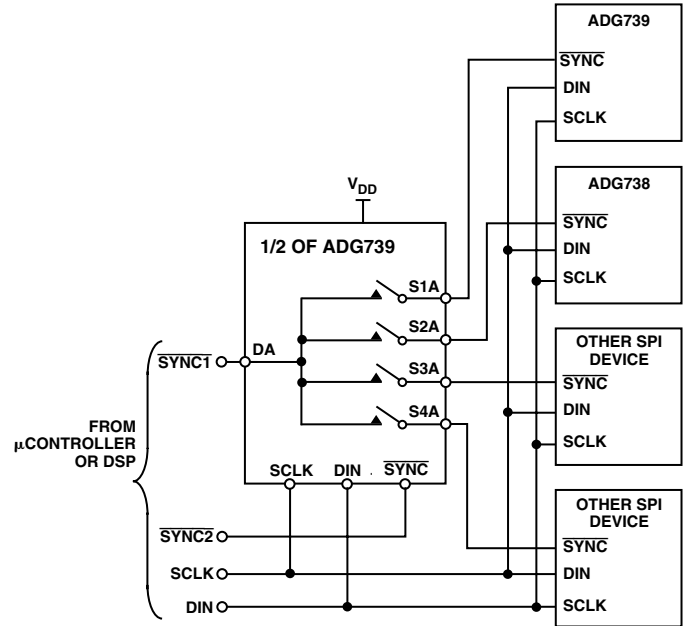 ADG739
SYNC
DIN
SCLK
ADG738
SYNC
DIN
SCLK
OTHER SPI
DEVICE
SYNC
DIN
SCLK
OTHER SPI
DEVICE
SYNC
DIN
SCLK
VDD
1/2 OF ADG739
S1A
S2A
S3A
S4A
DA
SCLK DIN SYNC
SYNC1
FROM
μCONTROLLER
OR DSP
SYNC2
SCLK
DIN